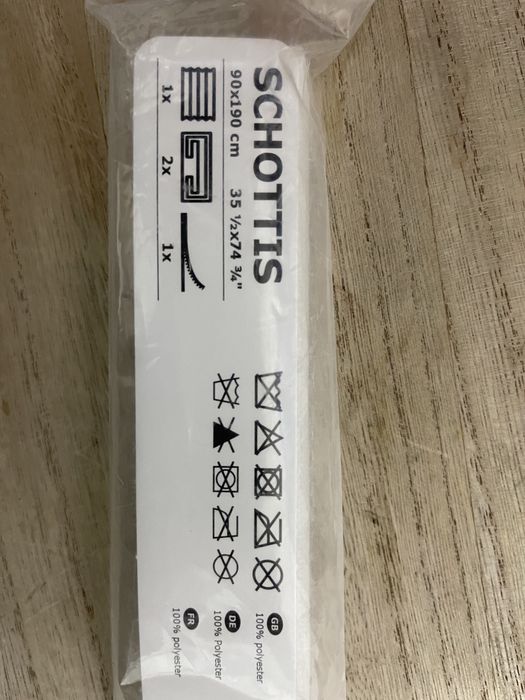 SCHOTTIS
90x190 cm 35 ½x74 ¾"
1x 2x 1x
GB
100% polyester
DE
100% Polyester
FR
100% polyester